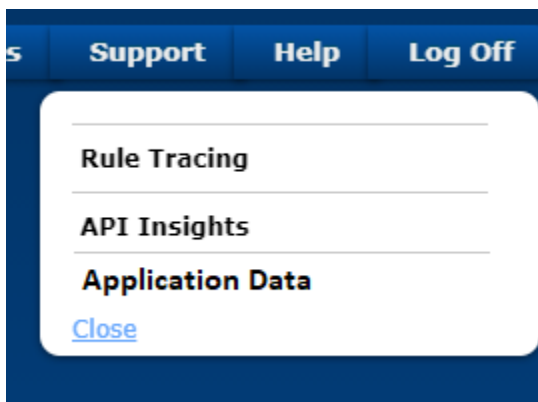 s Support Help Log Off
Rule Tracing
API Insights
Application Data
Close